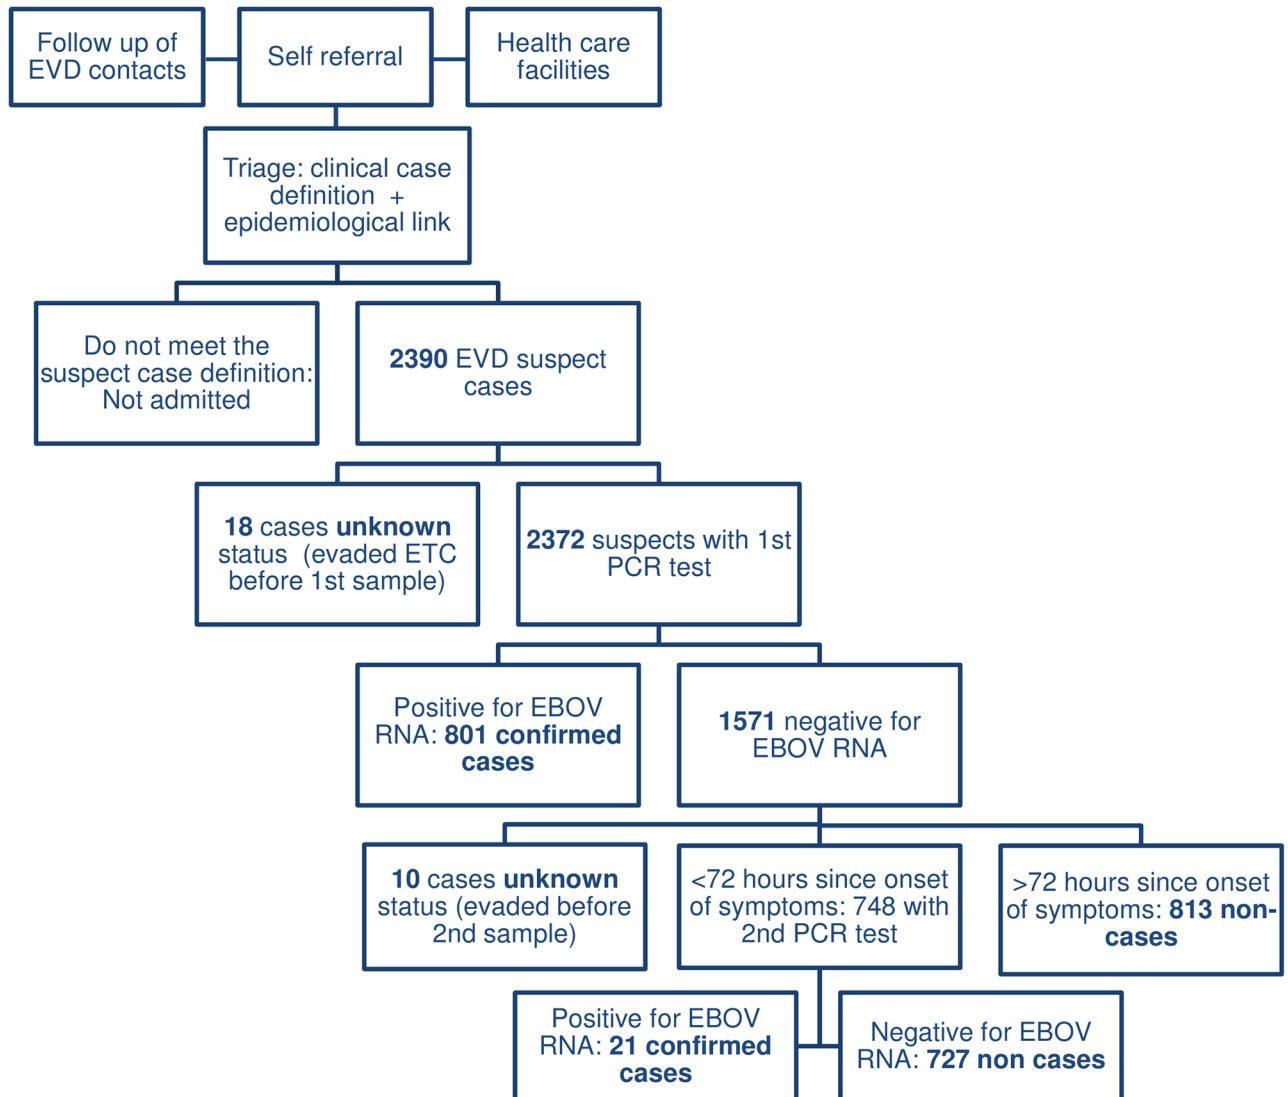 Follow up of
EVD contacts
Self referral
Health care
facilities
Triage: clinical case
definition +
epidemiological link
Do not meet the
suspect case definition:
Not admitted
2390 EVD suspect
cases
18 cases unknown
status (evaded ETC
before 1st sample)
2372 suspects with 1st
PCR test
Positive for EBOV
RNA: 801 confirmed
cases
1571 negative for
EBOV RNA
10 cases unknown
status (evaded before
2nd sample)
<72 hours since onset
of symptoms: 748 with
2nd PCR test
>72 hours since onset
of symptoms: 813 non-
cases
Positive for EBOV
RNA: 21 confirmed
cases
Negative for EBOV
RNA: 727 non cases